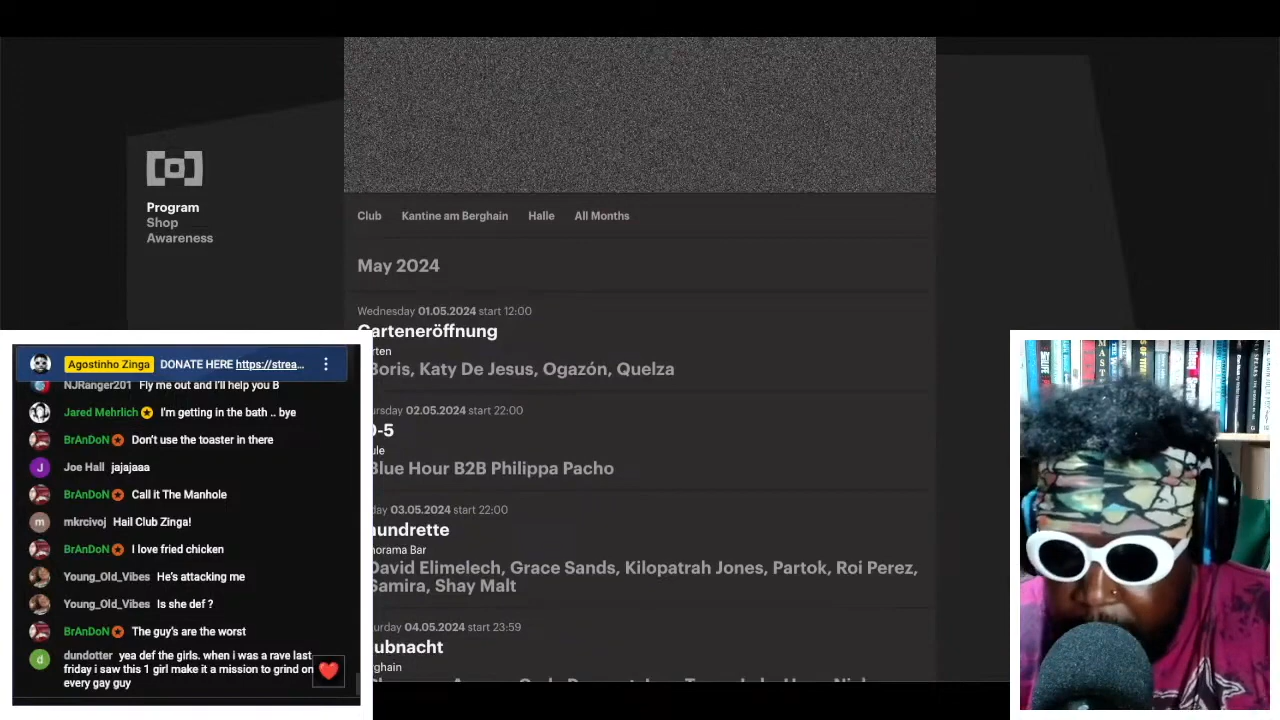 Program
Shop
Awareness
Club Kantine am Berghain Halle All Months
May 2024
Wednesday 01.05.2024 start 12:00
Garteneröffnung
Boris, Katy De Jesus, Ogazón, Quelza
02.05.2024 start 22:00
Blue Hour B2B Philippa Pacho
03.05.2024 start 22:00
Bar
David Elimelech, Grace Sands, Kilopatrah Jones, Partok, Roi Perez,
Samira, Shay Malt
04.05.2024 start 23:59
Agostinho Zinga DONATE HERE https://strea...
NJRanger201 Fly me out and I'll help you B
Jared Mehrlich I'm getting in the bath .. bye
BrAnDoN Don't use the toaster in there
J
Joe Hall jajajaaa
BrAnDoN Call it The Manhole
m
mkrcivoj Hail Club Zinga!
BrAnDoN I love fried chicken
Young_Old_Vibes He's attacking me
Young_Old_Vibes Is she def ?
BrAnDoN The guy's are the worst
d
dundotter yea def the girls. when i was a rave last
friday i saw this 1 girl make it a mission to grind on
every gay guy